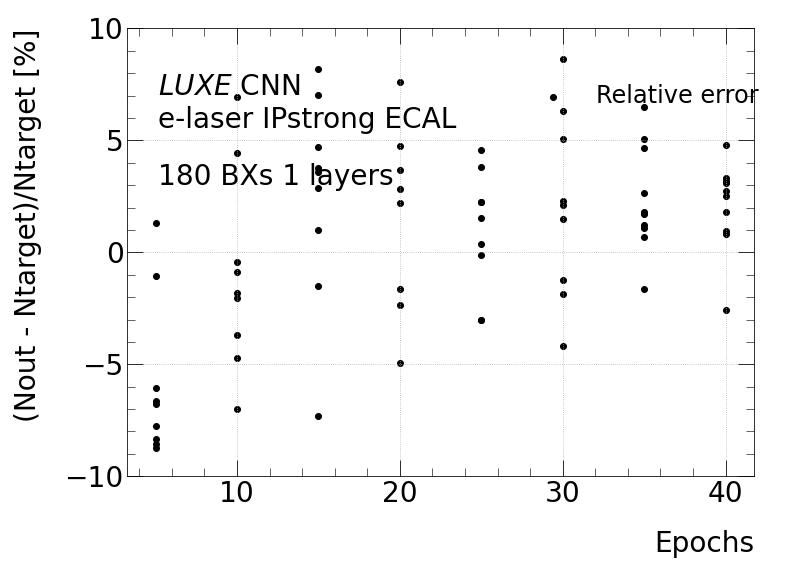 10
LUXE CNN
Relative error
e-laser IPstrong ECAL
5
180 BXs 1 layers
0
−5
−10
10 20 30 40
Epochs
(Nout - Ntarget)/Ntarget [%]